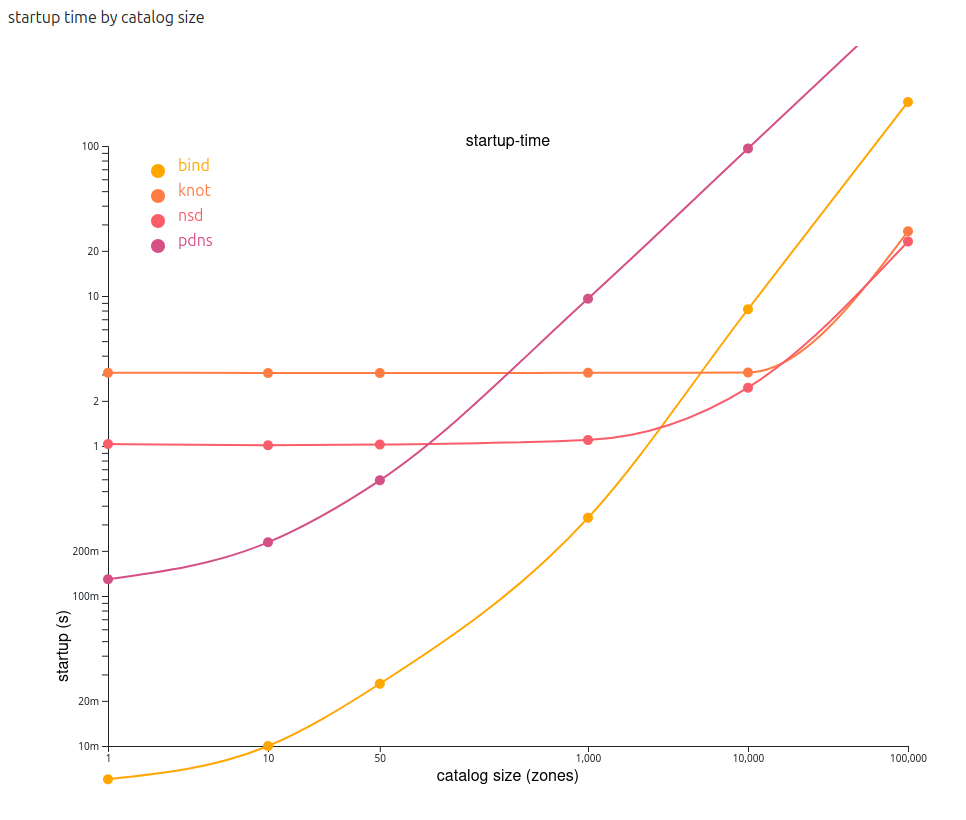 startup time by catalog size
startup-time
bind
knot
nsd
pdns
100
20
10
2
1
200m
100m
20m
10m
startup (s)
1
10
50
1,000
10,000
100,000
catalog size (zones)